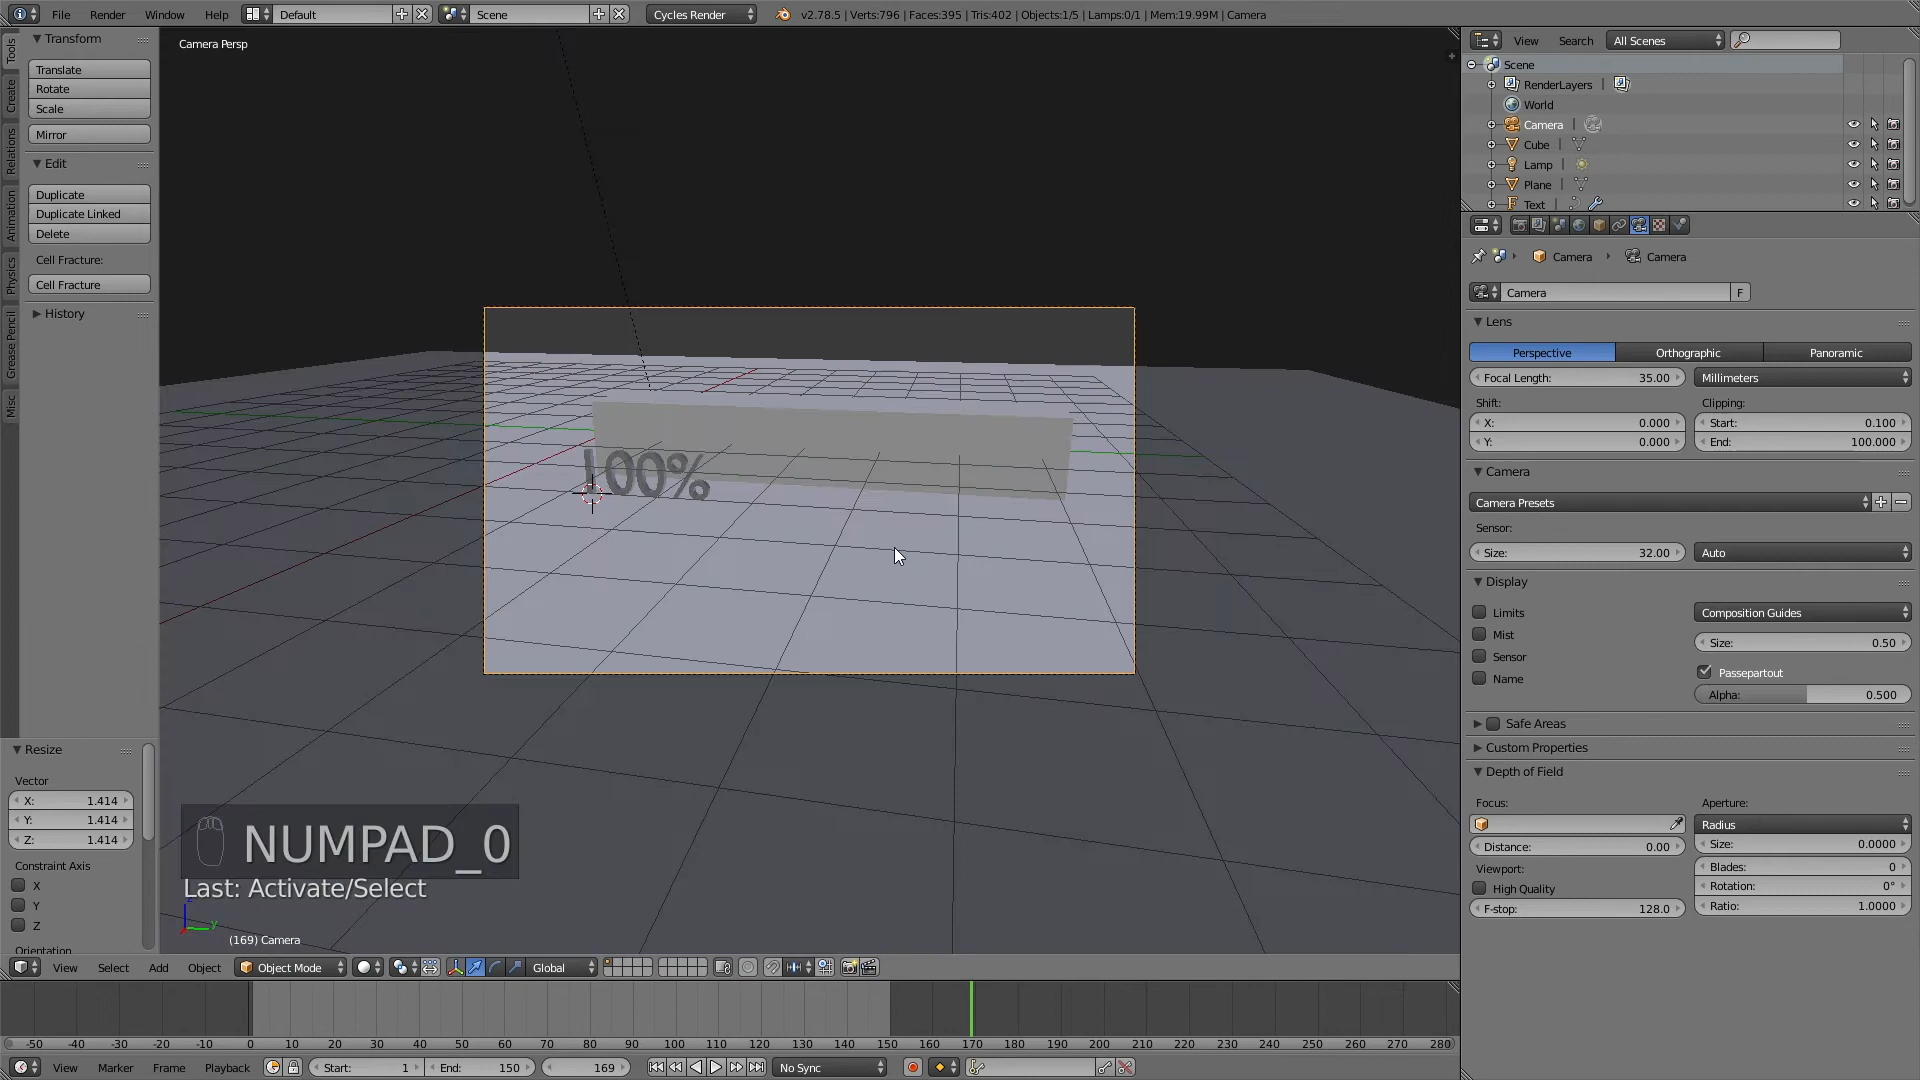 File Render Window Help Default Scene Cycles Render v2.78.5 | Verts:796 | Faces:395 | Tris:402 | Objects:1/5 | Lamps:0/1 | Mem:19.99M | Camera
Tools
Create
Relations
Animation
Physics
Grease Pencil
Misc
Transform
Translate
Rotate
Scale
Mirror
Edit
Duplicate
Duplicate Linked
Delete
Cell Fracture:
Cell Fracture
History
Resize
Vector
X: 1.414
Y: 1.414
Z: 1.414
Constraint Axis
X
Y
Z
Orientation
Camera Persp
100%
NUMPAD_0
Last: Activate/Select
y
(169) Camera
View Select Add Object Object Mode Global
-50 -40 -30 -20 -10 0 10 20 30 40 50 60 70 80 90 100 110 120 130 140 150 160 170 180 190 200 210 220 230 240 250 260 270 280
View Marker Frame Playback Start: 1 End: 150 169 No Sync
View Search All Scenes
Scene
RenderLayers |
World
Camera |
Cube |
Lamp |
Plane |
Text |
Camera Camera
Camera F
Lens
Perspective Orthographic Panoramic
Focal Length: 35.00 Millimeters
Shift: Clipping:
X: 0.000 Start: 0.100
Y: 0.000 End: 100.000
Camera
Camera Presets
Sensor:
Size: 32.00 Auto
Display
Limits Composition Guides
Mist Size: 0.50
Sensor Passepartout
Name Alpha: 0.500
Safe Areas
Custom Properties
Depth of Field
Focus: Aperture:
Radius
Distance: 0.00 Size: 0.0000
Viewport: Blades: 0
High Quality Rotation: 0°
F-stop: 128.0 Ratio: 1.0000